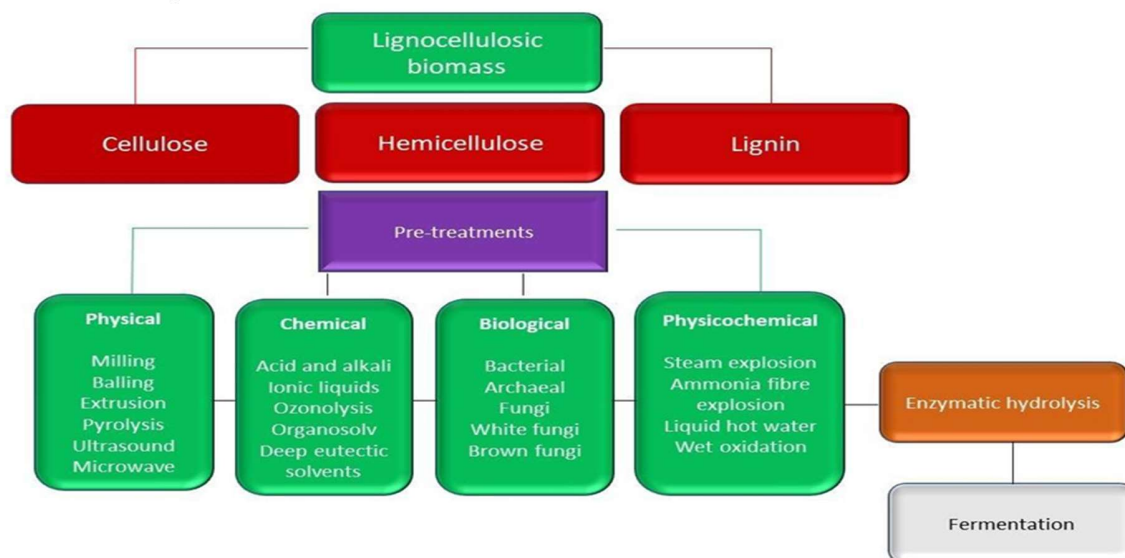 Lignocellulosic
biomass
Cellulose
Hemicellulose
Lignin
Pre-treatments
Physical
Milling
Balling
Extrusion
Pyrolysis
Ultrasound
Microwave
Chemical
Acid and alkali
Ionic liquids
Ozonolysis
Organosolv
Deep eutectic
solvents
Biological
Bacterial
Archaeal
Fungi
White fungi
Brown fungi
Physicochemical
Steam explosion
Ammonia fibre
explosion
Liquid hot water
Wet oxidation
Enzymatic hydrolysis
Fermentation